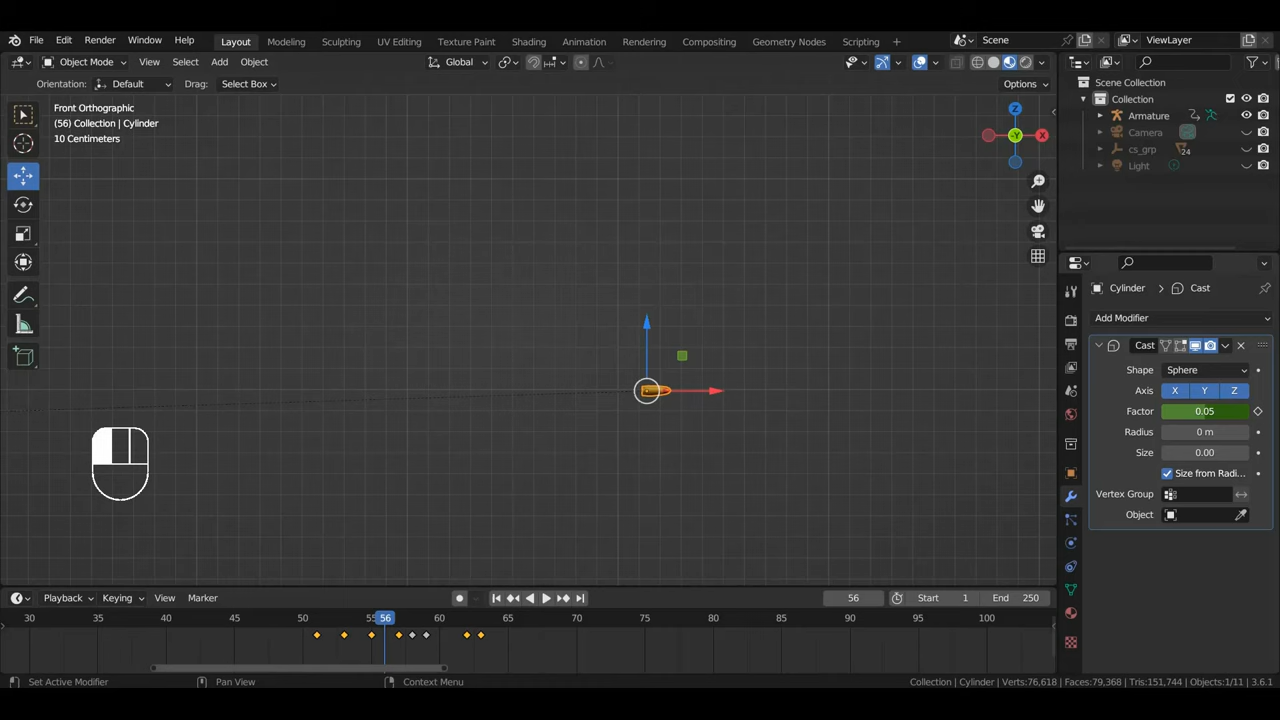 File Edit Render Window Help Layout Modeling Sculpting UV Editing Texture Paint Shading Animation Rendering Compositing Geometry Nodes Scripting + Scene ViewLayer
Object Mode View Select Add Object Global
Orientation: Default Drag: Select Box Options
Front Orthographic
(56) Collection | Cylinder
10 Centimeters
Z
X
-Y
Scene Collection
Collection
Armature
Camera
cs_grp 24
Light
Cylinder Cast
Add Modifier
Cast
Shape Sphere
Axis X Y Z
Factor 0.05
Radius 0 m
Size 0.00
Size from Radi...
Vertex Group
Object
Playback Keying View Marker 56 Start 1 End 250
30 35 40 45 50 55 56 60 65 70 75 80 85 90 95 100
Set Active Modifier Pan View Context Menu Collection | Cylinder | Verts:76,618 | Faces:79,368 | Tris:151,744 | Objects:1/11 | 3.6.1